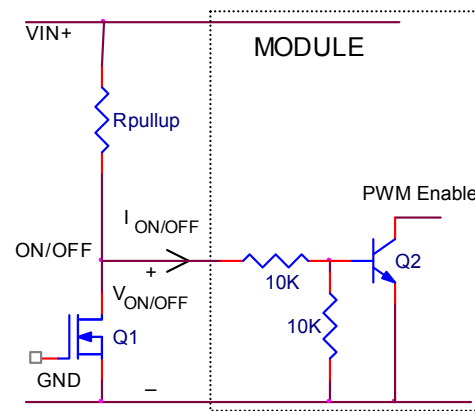 VIN+
MODULE
Rpullup
PWM Enable
I ON/OFF
ON/OFF
+
10K
Q2
V ON/OFF
10K
Q1
GND
–